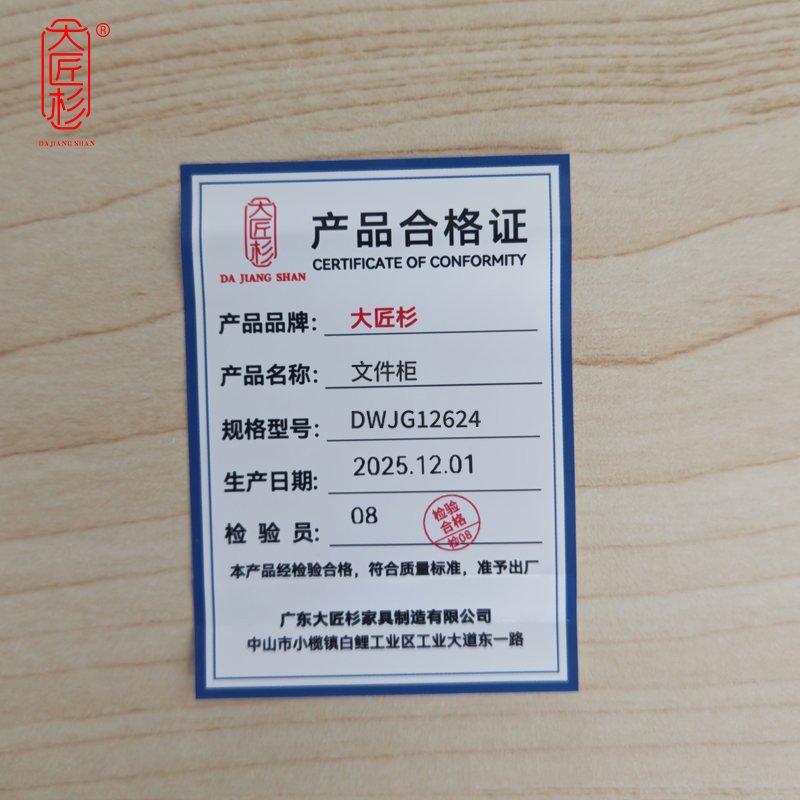 大匠杉®
DA JIANG SHAN
大匠杉
DA JIANG SHAN
产品合格证
CERTIFICATE OF CONFORMITY
产品品牌: 大匠杉
产品名称: 文件柜
规格型号: DWJG12624
生产日期: 2025.12.01
检验员: 08
检验
合格
检08
本产品经检验合格，符合质量标准，准予出厂
广东大匠杉家具制造有限公司
中山市小榄镇白鲤工业区工业大道东一路